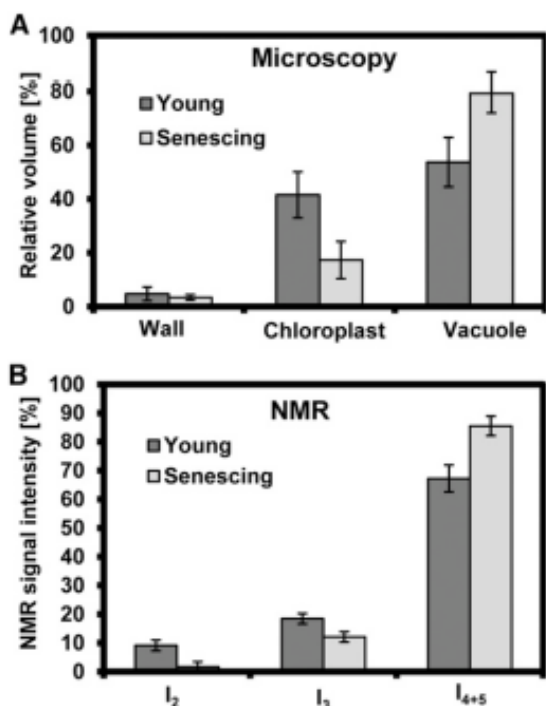 A
Microscopy
Young
Senescing
Relative volume [%]
100
80
60
40
20
0
Wall Chloroplast Vacuole
B
NMR
Young
Senescing
NMR signal intensity [%]
100
90
80
70
60
50
40
30
20
10
0
I2 I3 I4+5